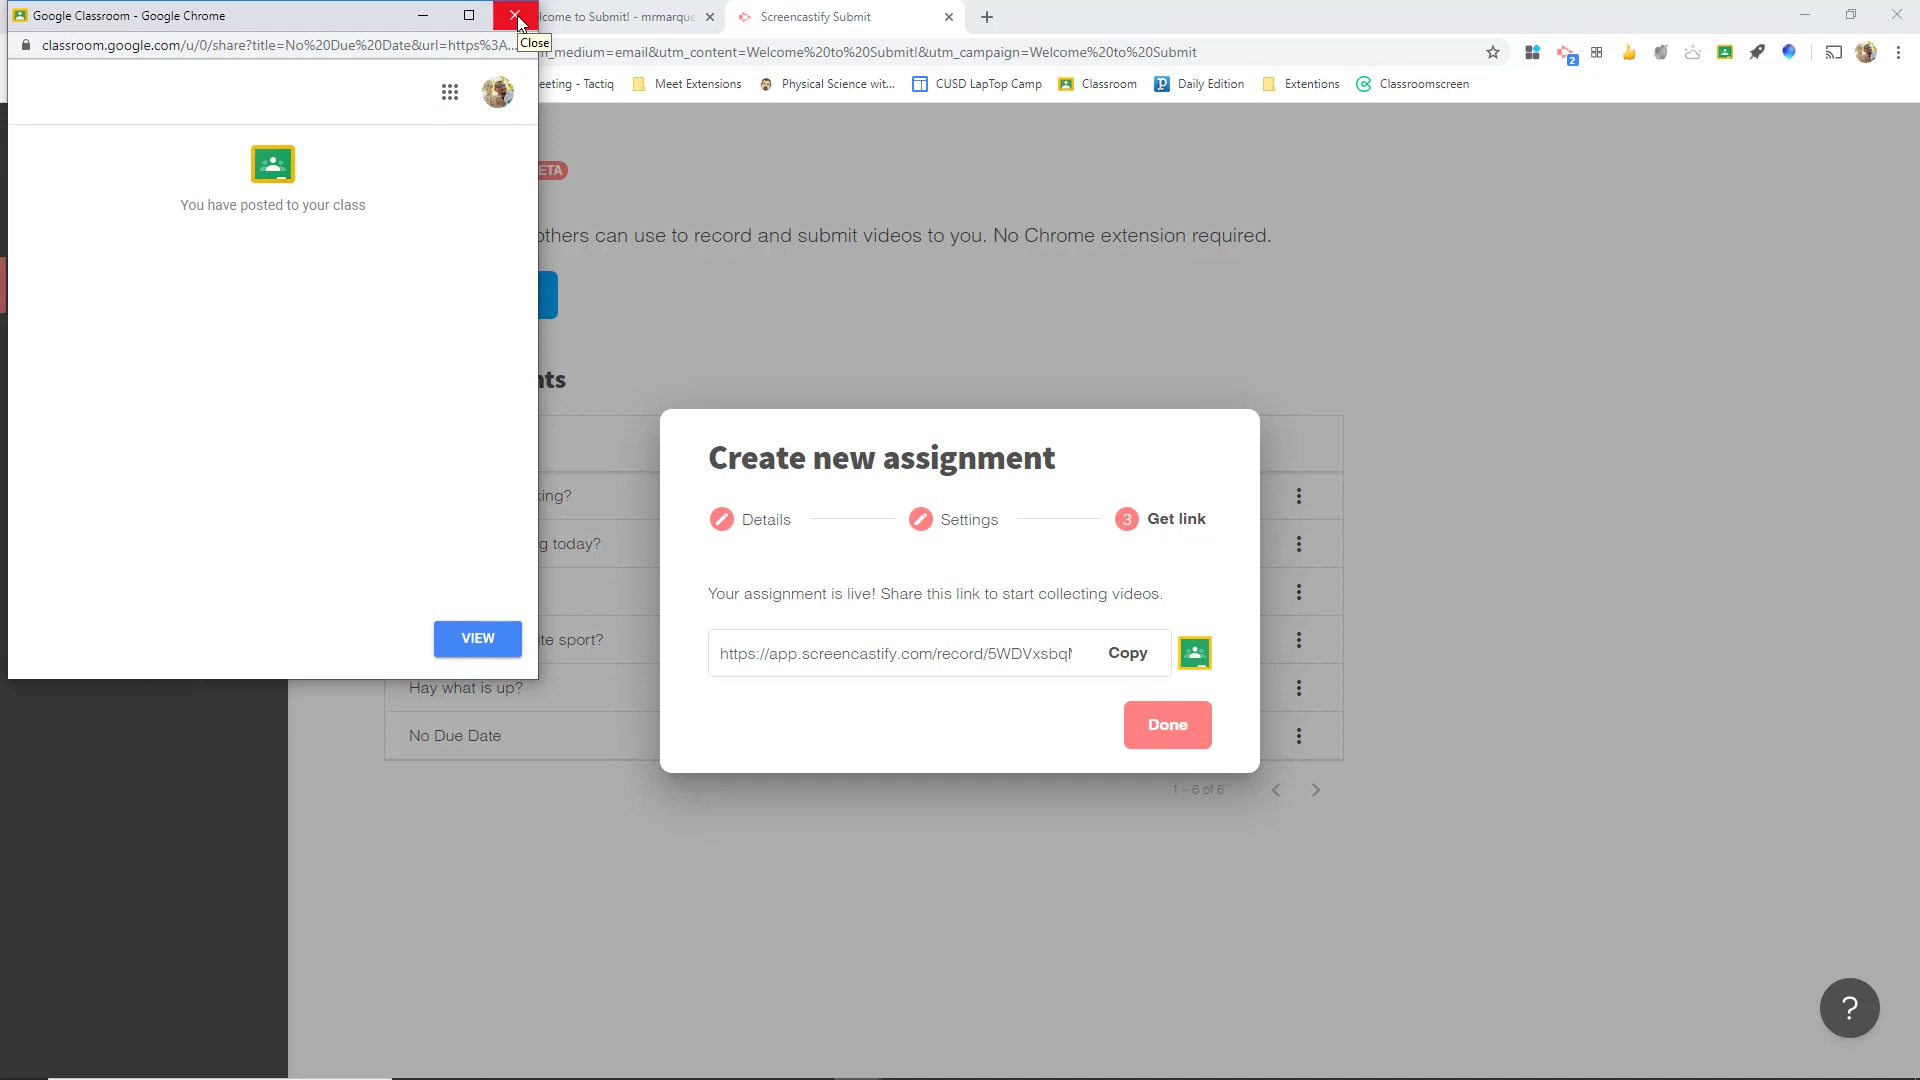 Google Classroom - Google Chrome
lcome to Submit! - mrmarque
Screencastify Submit
classroom.google.com/u/0/share?title=No%20Due%20Date&url=https%3A...
Close
_medium=email&utm_content=Welcome%20to%20Submit!&utm_campaign=Welcome%20to%20Submit
2
eeting - Tactiq
Meet Extensions
Physical Science wit...
CUSD LapTop Camp
Classroom
Daily Edition
Extentions
Classroomscreen
ETA
You have posted to your class
others can use to record and submit videos to you. No Chrome extension required.
nts
Create new assignment
king?
Details
Settings
3 Get link
g today?
Your assignment is live! Share this link to start collecting videos.
VIEW
ite sport?
https://app.screencastify.com/record/5WDVxsbq
Copy
Hay what is up?
Done
No Due Date
1 – 6 of 6
?